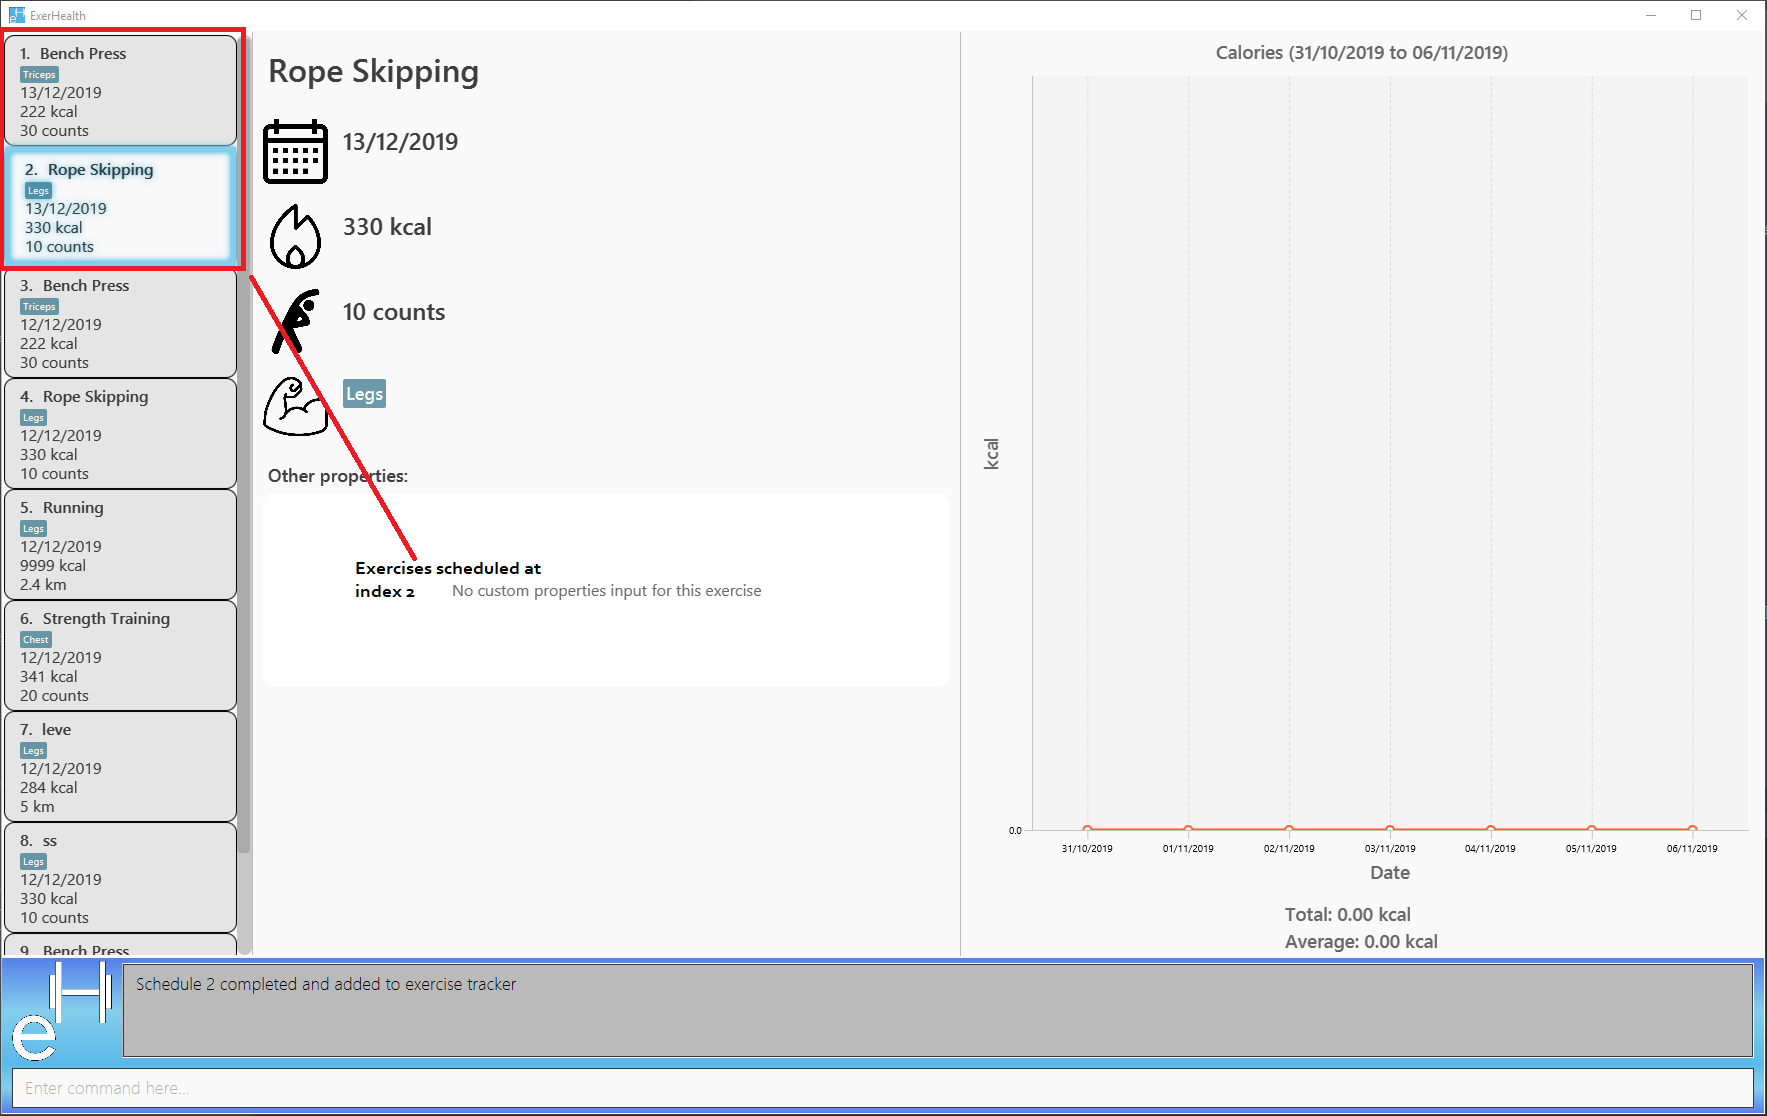 ExerHealth
1. Bench Press
Triceps
13/12/2019
222 kcal
30 counts
2. Rope Skipping
Legs
13/12/2019
330 kcal
10 counts
3. Bench Press
Triceps
12/12/2019
222 kcal
30 counts
4. Rope Skipping
Legs
12/12/2019
330 kcal
10 counts
5. Running
Legs
12/12/2019
9999 kcal
2.4 km
6. Strength Training
Chest
12/12/2019
341 kcal
20 counts
7. leve
Legs
12/12/2019
284 kcal
5 km
8. ss
Legs
12/12/2019
330 kcal
10 counts
9. Bench Press
Rope Skipping
13/12/2019
330 kcal
10 counts
Legs
Other properties:
Exercises scheduled at
index 2
No custom properties input for this exercise
Calories (31/10/2019 to 06/11/2019)
kcal
0.0
31/10/2019 01/11/2019 02/11/2019 03/11/2019 04/11/2019 05/11/2019 06/11/2019
Date
Total: 0.00 kcal
Average: 0.00 kcal
eH
Schedule 2 completed and added to exercise tracker
Enter command here...